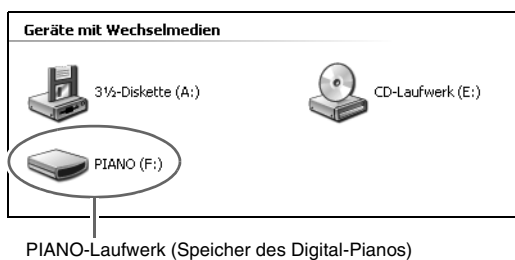 Geräte mit Wechselmedien
3½-Diskette (A:)
CD-Laufwerk (E:)
PIANO (F:)
PIANO-Laufwerk (Speicher des Digital-Pianos)